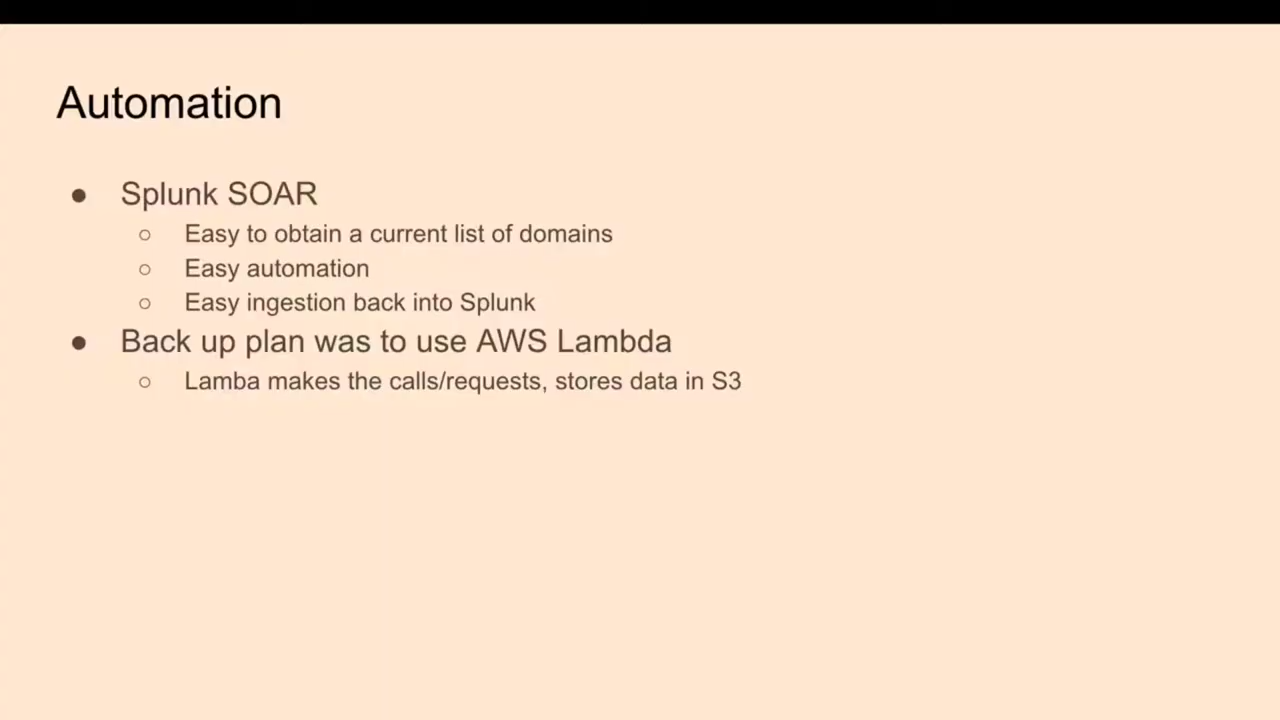 Automation
● Splunk SOAR
○ Easy to obtain a current list of domains
○ Easy automation
○ Easy ingestion back into Splunk
● Back up plan was to use AWS Lambda
○ Lamba makes the calls/requests, stores data in S3